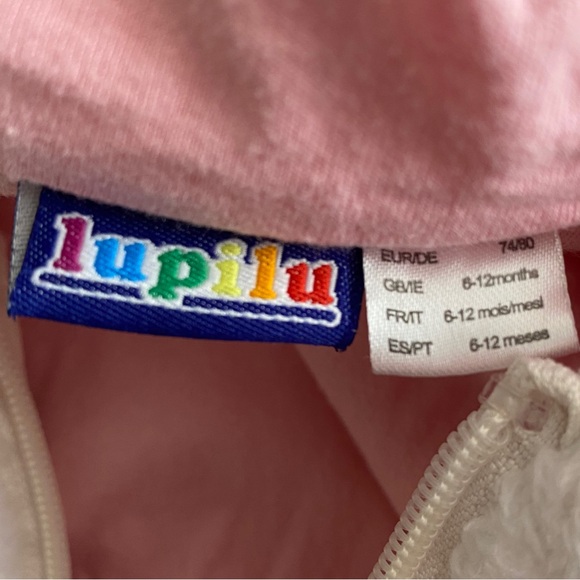 lupilu
EUR/DE 74/80
GB/IE 6-12months
FR/IT 6-12 mois/mesi
ES/PT 6-12 meses